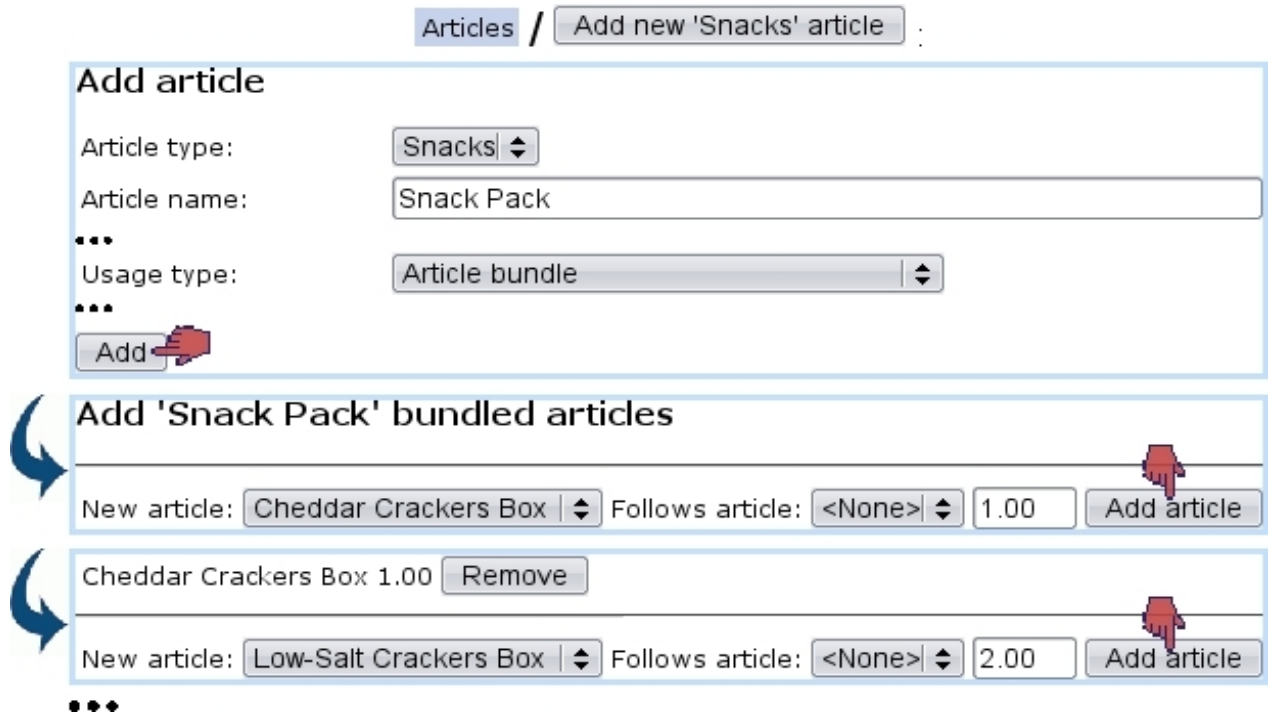 Articles / Add new 'Snacks' article :
Add article
Article type: Snacks
Article name: Snack Pack
...
Usage type: Article bundle
...
Add
Add 'Snack Pack' bundled articles
New article: Cheddar Crackers Box Follows article: <None> 1.00 Add article
Cheddar Crackers Box 1.00 Remove
New article: Low-Salt Crackers Box Follows article: <None> 2.00 Add article
...